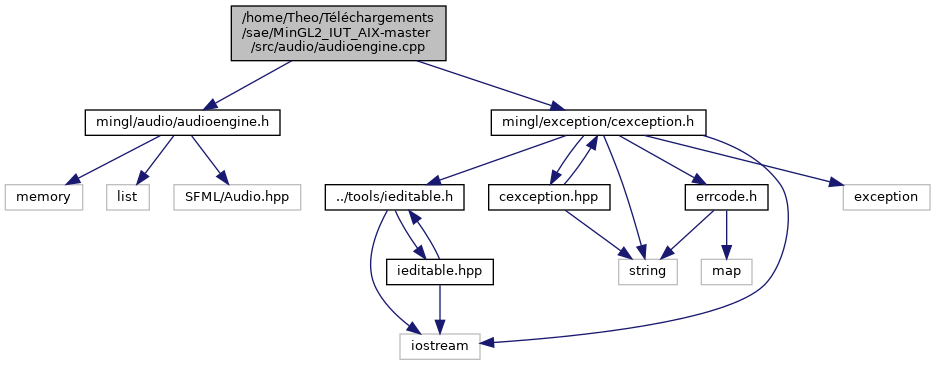 /home/Theo/Téléchargements
/sae/MinGL2_IUT_AIX-master
/src/audio/audioengine.cpp
mingl/audio/audioengine.h
mingl/exception/cexception.h
memory
list
SFML/Audio.hpp
../tools/ieditable.h
cexception.hpp
errcode.h
exception
ieditable.hpp
string
map
iostream